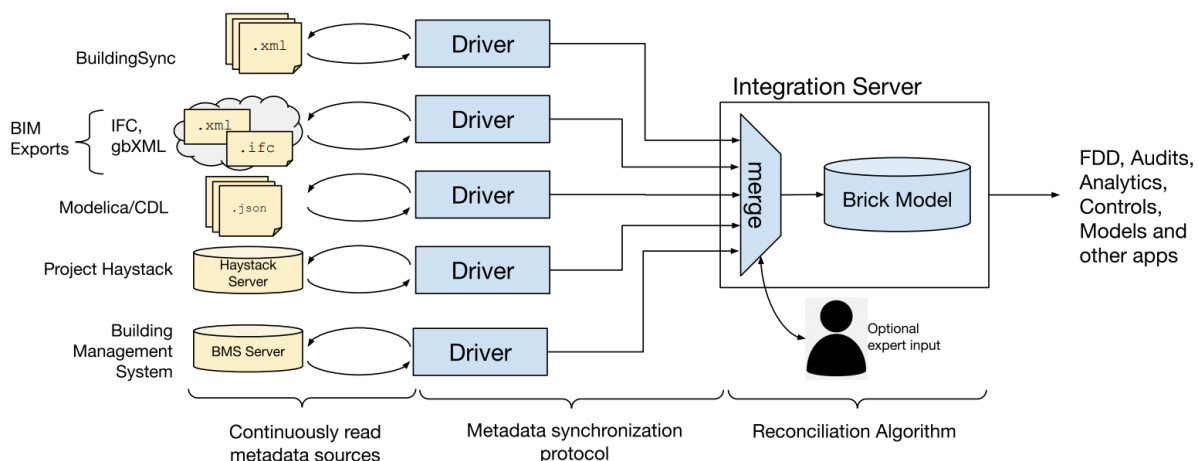 BuildingSync
.xml
Driver
BIM
Exports
IFC,
gbXML
.xml
.ifc
Driver
Modelica/CDL
.json
Driver
Project Haystack
Haystack
Server
Driver
Building
Management
System
BMS Server
Driver
Integration Server
merge
Brick Model
Optional
expert input
FDD, Audits,
Analytics,
Controls,
Models and
other apps
Continuously read
metadata sources
Metadata synchronization
protocol
Reconciliation Algorithm